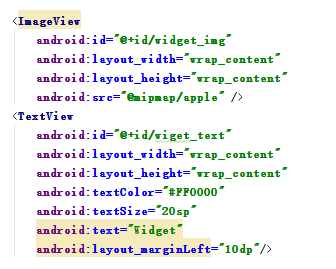 <ImageView
android:id="@+id/widget_img"
android:layout_width="wrap_content"
android:layout_height="wrap_content"
android:src="@mipmap/apple" />
<TextView
android:id="@+id/wiget_text"
android:layout_width="wrap_content"
android:layout_height="wrap_content"
android:textColor="#FF0000"
android:textSize="20sp"
android:text="Widget"
android:layout_marginLeft="10dp"/>